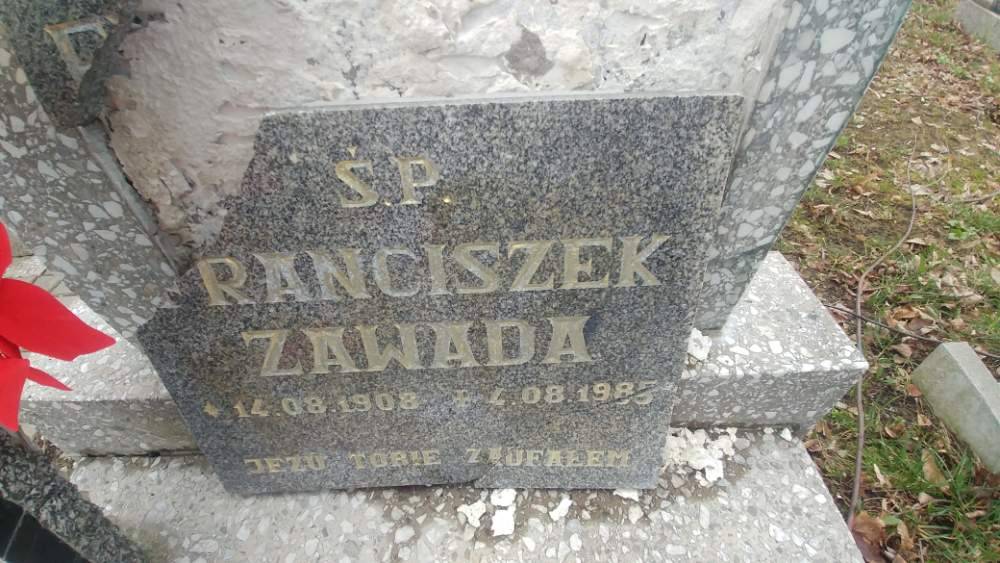 Ś.P.
RANCISZEK
ZAWADA
* 14.08.1908 + 4.08.1985
JEZU TOBIE ZAUFAŁEM